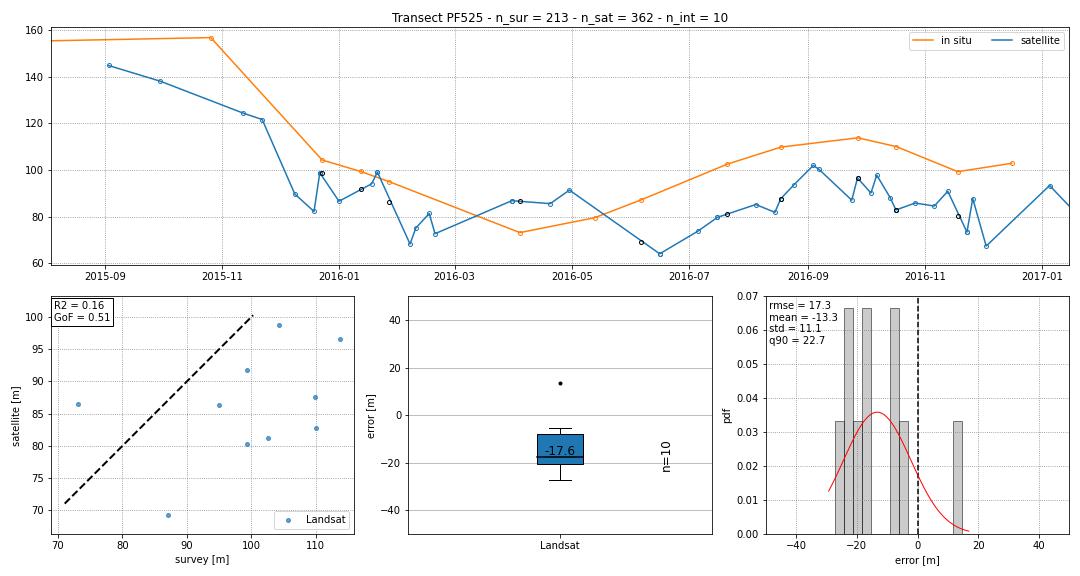 Transect PF525 - n_sur = 213 - n_sat = 362 - n_int = 10
in situ
satellite
160
140
120
100
80
60
2015-09
2015-11
2016-01
2016-03
2016-05
2016-07
2016-09
2016-11
2017-01
R2 = 0.16
GoF = 0.51
100
95
90
85
80
75
70
satellite [m]
Landsat
70
80
90
100
110
survey [m]
40
20
0
−20
−40
error [m]
-17.6
n=10
Landsat
rmse = 17.3
mean = -13.3
std = 11.1
q90 = 22.7
0.07
0.06
0.05
0.04
0.03
0.02
0.01
0.00
pdf
−40
−20
0
20
40
error [m]